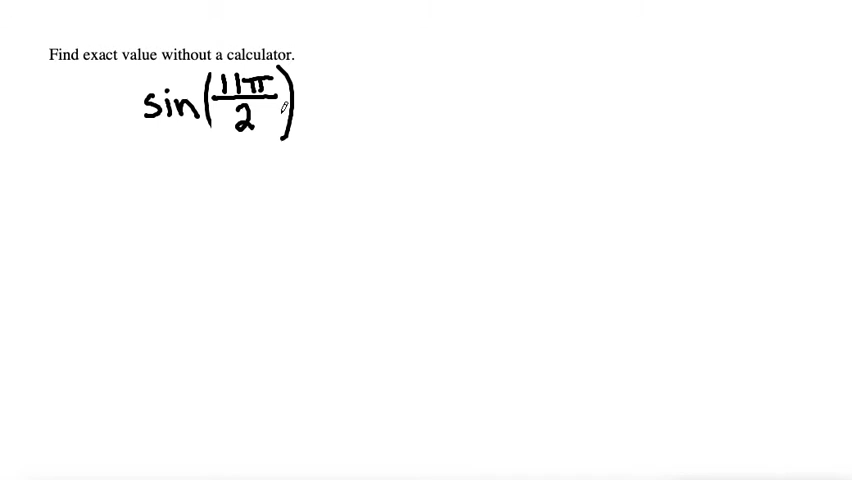 Find exact value without a calculator.
sin(11π/2)